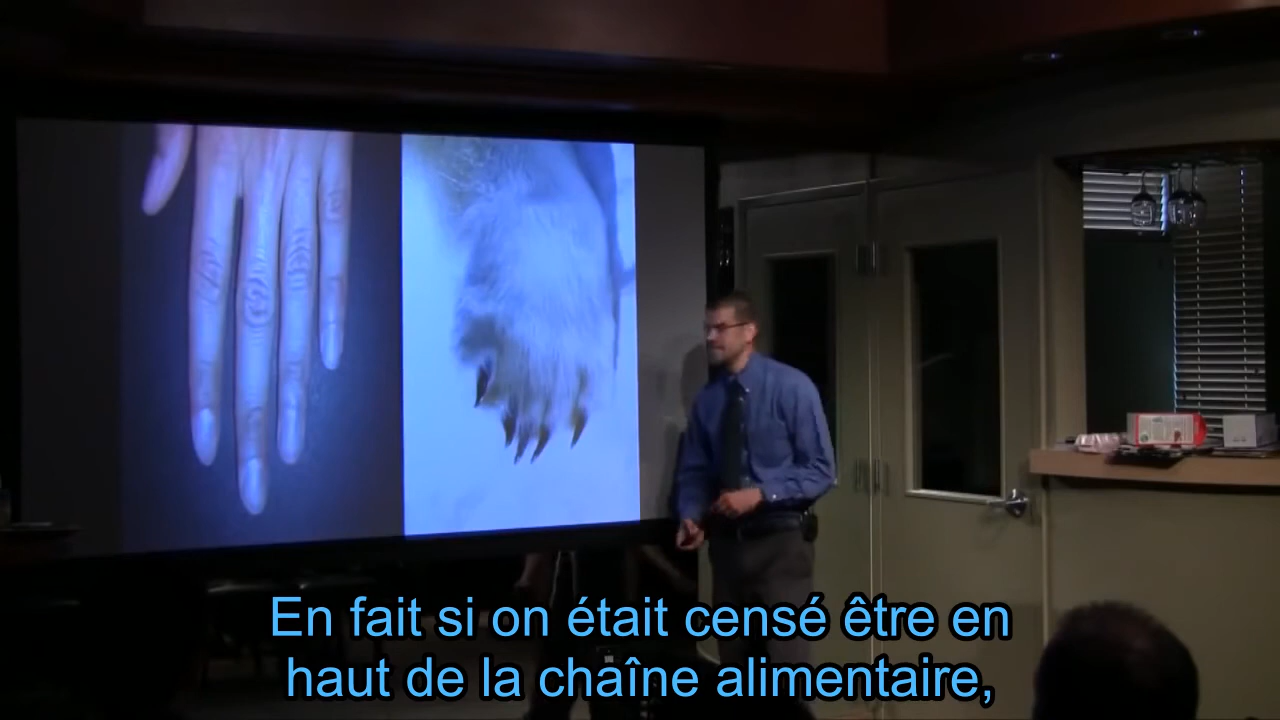 En fait si on était censé être en
haut de la chaîne alimentaire,